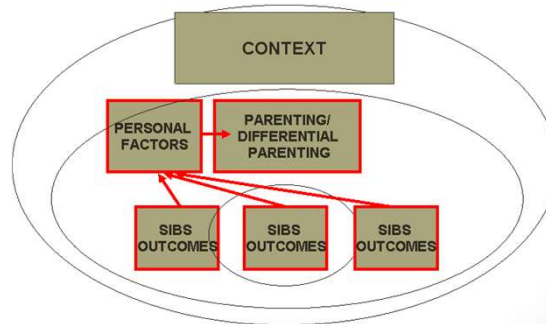 CONTEXT
PERSONAL
FACTORS
PARENTING/
DIFFERENTIAL
PARENTING
SIBS
OUTCOMES
SIBS
OUTCOMES
SIBS
OUTCOMES